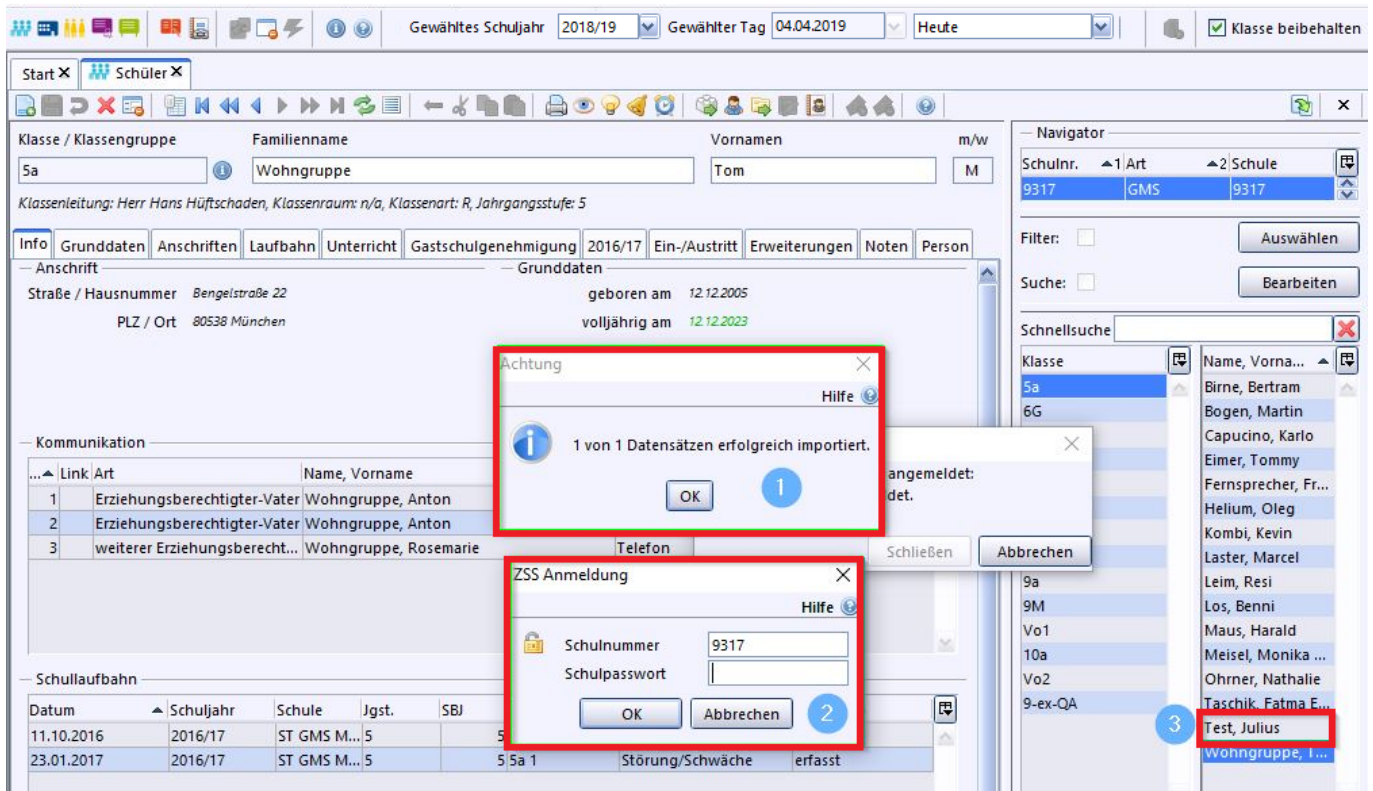 Gewähltes Schuljahr 2018/19 Gewählter Tag 04.04.2019 Heute Klasse beibehalten
Start X Schüler X
Klasse / Klassengruppe Familienname Vornamen m/w
5a Wohngruppe Tom M
Klassenleitung: Herr Hans Hüftschaden, Klassenraum: n/a, Klassenart: R, Jahrgangsstufe: 5
Info Grunddaten Anschriften Laufbahn Unterricht Gastschulgenehmigung 2016/17 Ein-/Austritt Erweiterungen Noten Person
Anschrift Grunddaten
Straße / Hausnummer Bengelstraße 22 geboren am 12.12.2005
PLZ / Ort 80538 München volljährig am 12.12.2023
Kommunikation
... Link Art Name, Vorname
1 Erziehungsberechtigter-Vater Wohngruppe, Anton
2 Erziehungsberechtigter-Vater Wohngruppe, Anton
3 weiterer Erziehungsberecht... Wohngruppe, Rosemarie Telefon
Schullaufbahn
Datum Schuljahr Schule Jgst. SBJ
11.10.2016 2016/17 ST GMS M... 5 5
23.01.2017 2016/17 ST GMS M... 5 5 5a 1 Störung/Schwäche erfasst
Achtung
Hilfe
1 von 1 Datensätzen erfolgreich importiert.
OK
1
angemeldet:
det.
Schließen Abbrechen
ZSS Anmeldung
Hilfe
Schulnummer 9317
Schulpasswort
OK Abbrechen
2
Navigator
Schulnr. 1 Art 2 Schule
9317 GMS 9317
Filter: Auswählen
Suche: Bearbeiten
Schnellsuche
Klasse
5a
6G
9a
9M
Vo1
10a
Vo2
9-ex-QA
Name, Vorna...
Birne, Bertram
Bogen, Martin
Capucino, Karlo
Eimer, Tommy
Fernsprecher, Fr...
Helium, Oleg
Kombi, Kevin
Laster, Marcel
Leim, Resi
Los, Benni
Maus, Harald
Meisel, Monika ...
Ohrner, Nathalie
Taschik, Fatma E...
3
Test, Julius
Wohngruppe, T...